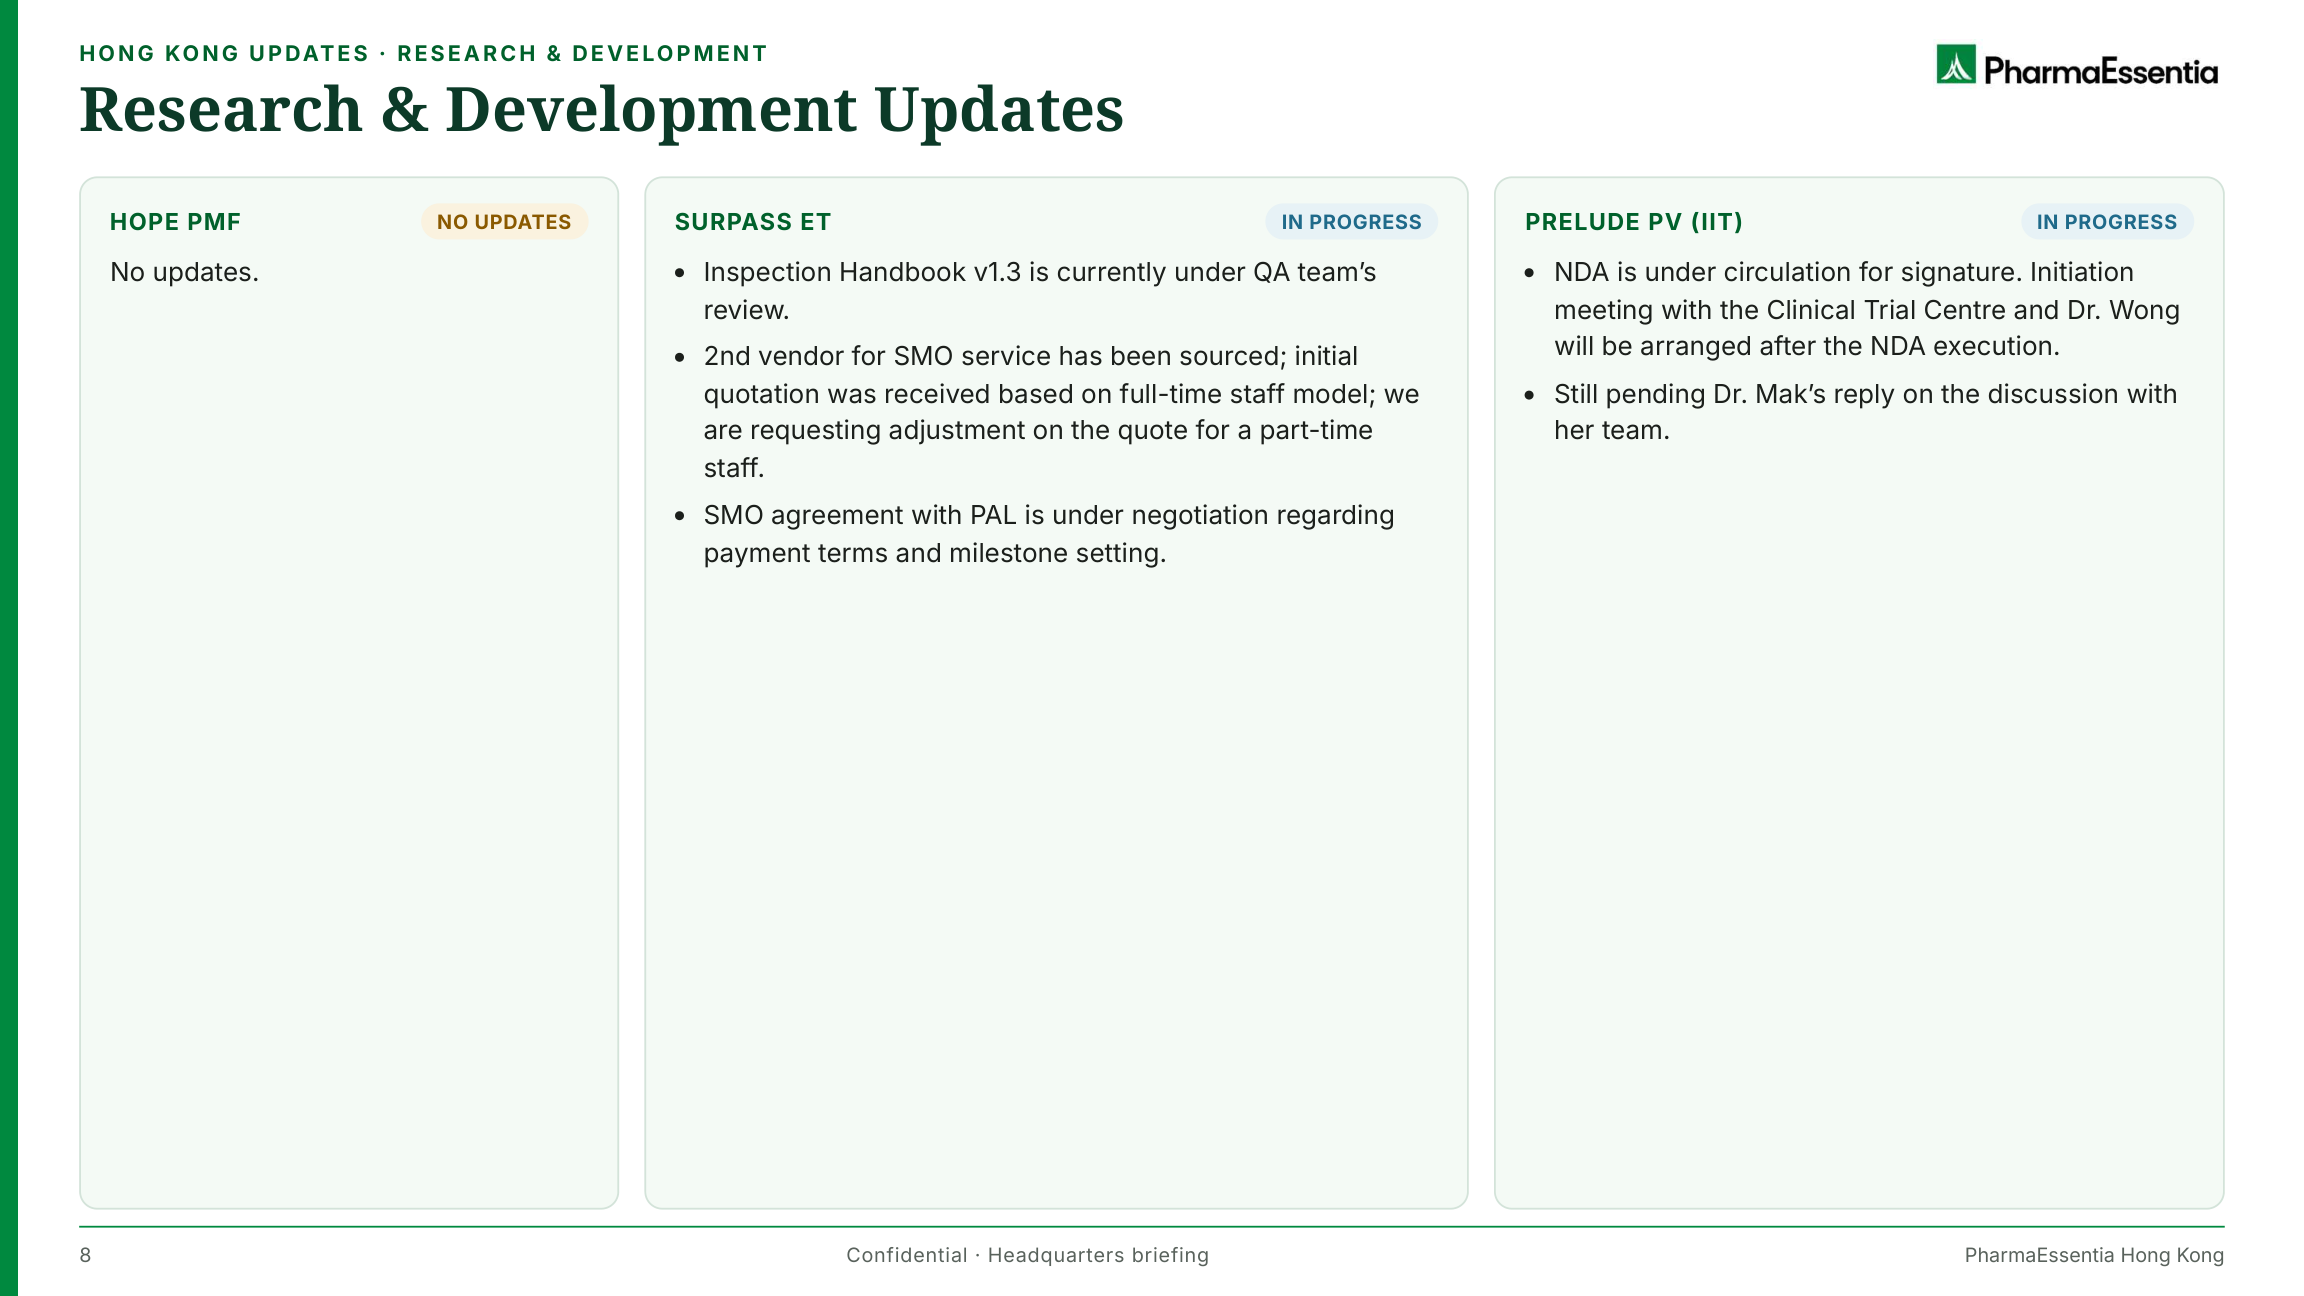 HONG KONG UPDATES · RESEARCH & DEVELOPMENT
Research & Development Updates
PharmaEssentia
HOPE PMF
NO UPDATES
No updates.
SURPASS ET
IN PROGRESS
• Inspection Handbook v1.3 is currently under QA team’s
review.
• 2nd vendor for SMO service has been sourced; initial
quotation was received based on full-time staff model; we
are requesting adjustment on the quote for a part-time
staff.
• SMO agreement with PAL is under negotiation regarding
payment terms and milestone setting.
PRELUDE PV (IIT)
IN PROGRESS
• NDA is under circulation for signature. Initiation
meeting with the Clinical Trial Centre and Dr. Wong
will be arranged after the NDA execution.
• Still pending Dr. Mak’s reply on the discussion with
her team.
8
Confidential · Headquarters briefing
PharmaEssentia Hong Kong